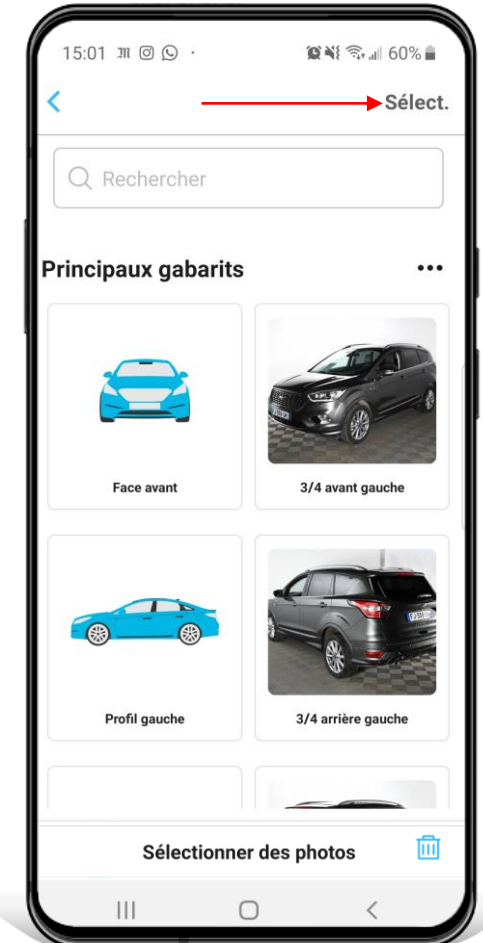 15:01
60%
Sélect.
Rechercher
Principaux gabarits
Face avant
3/4 avant gauche
Profil gauche
3/4 arrière gauche
Sélectionner des photos